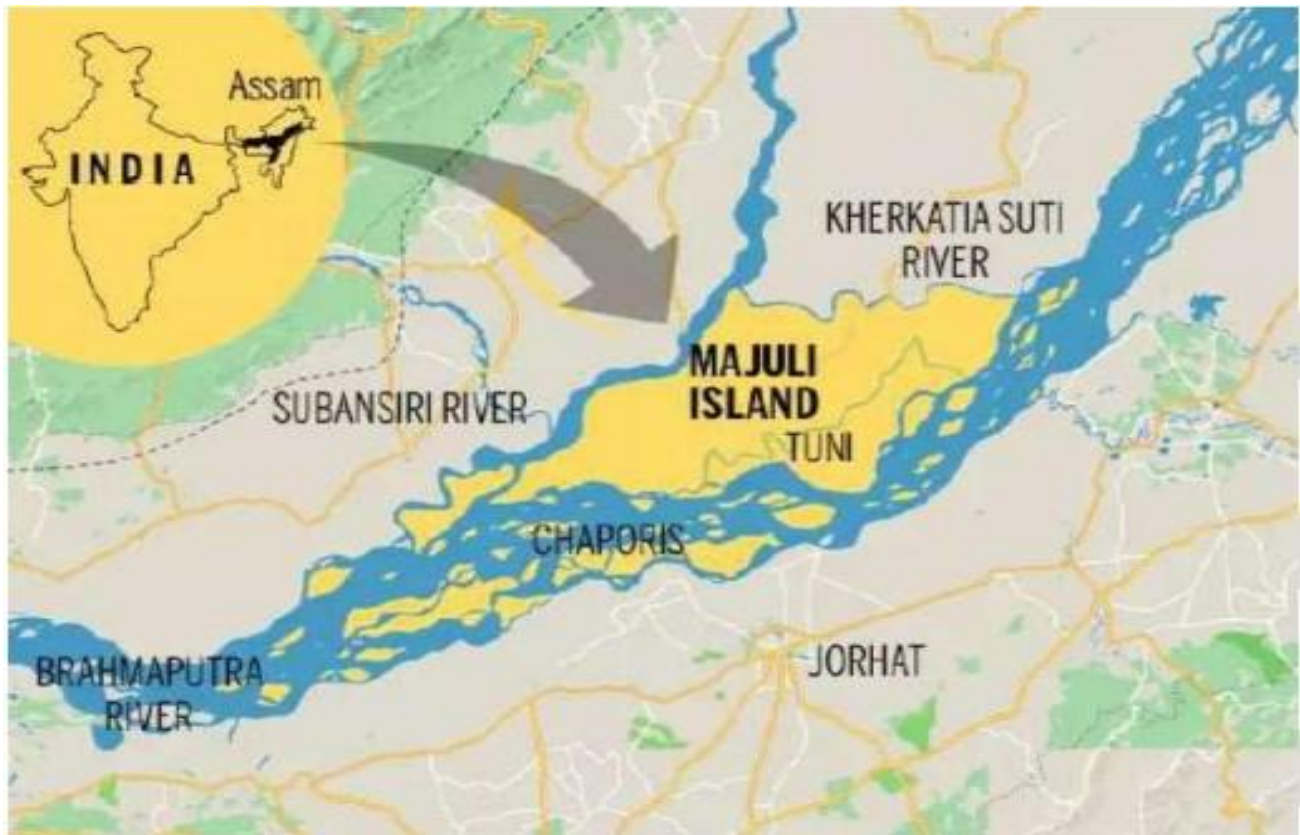 Assam
INDIA
KHERKATIA SUTI
RIVER
MAJULI
ISLAND
SUBANSIRI RIVER
TUNI
CHAPORIS
BRAHMAPUTRA
RIVER
JORHAT